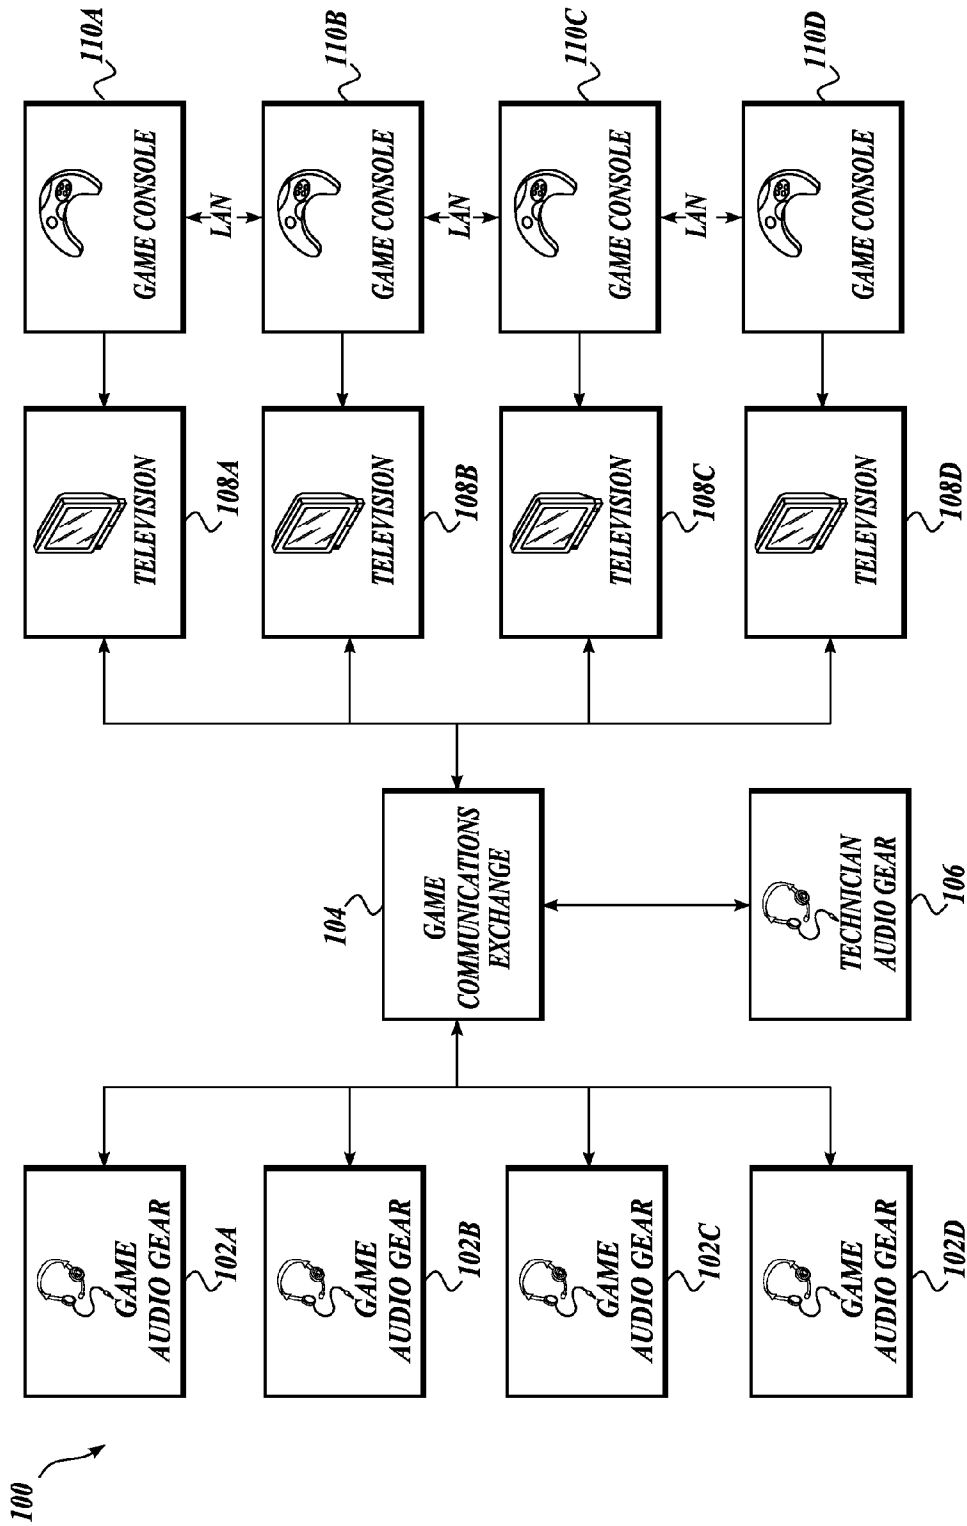 100
GAME
AUDIO GEAR
102A
GAME
AUDIO GEAR
102B
GAME
AUDIO GEAR
102C
GAME
AUDIO GEAR
102D
104
GAME
COMMUNICATIONS
EXCHANGE
TECHNICIAN
AUDIO GEAR
106
TELEVISION
108A
TELEVISION
108B
TELEVISION
108C
TELEVISION
108D
110A
GAME CONSOLE
LAN
110B
GAME CONSOLE
LAN
110C
GAME CONSOLE
LAN
110D
GAME CONSOLE